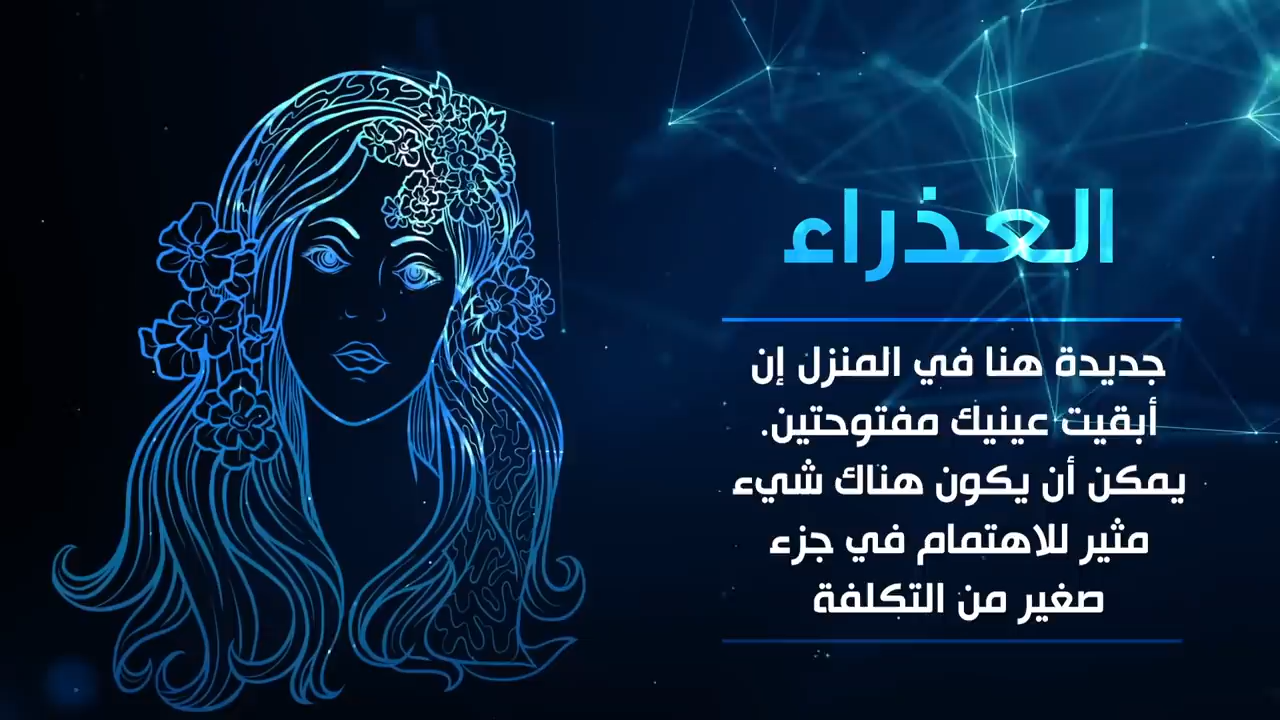 العذراء
جديدة هنا في المنزل إن
أبقيت عينيك مفتوحتين.
يمكن أن يكون هناك شيء
مثير للاهتمام في جزء
صغير من التكلفة